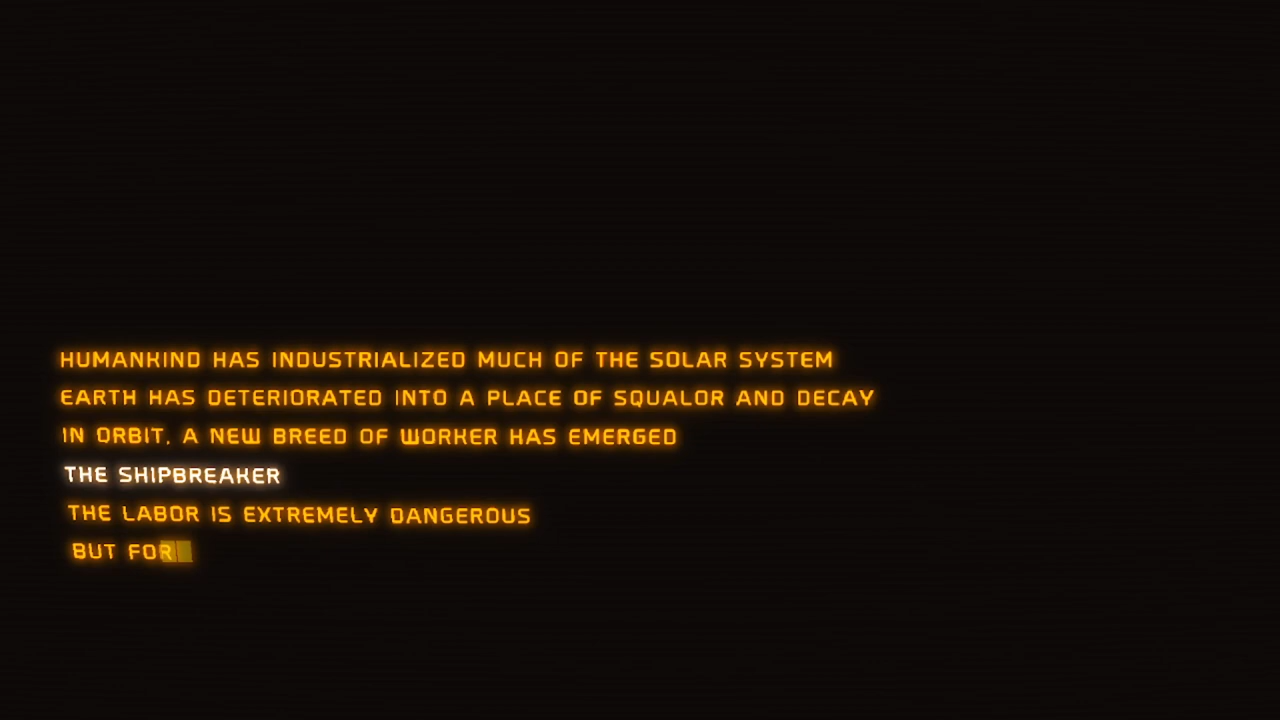 HUMANKIND HAS INDUSTRIALIZED MUCH OF THE SOLAR SYSTEM
EARTH HAS DETERIORATED INTO A PLACE OF SQUALOR AND DECAY
IN ORBIT, A NEW BREED OF WORKER HAS EMERGED
THE SHIPBREAKER
THE LABOR IS EXTREMELY DANGEROUS
BUT FOR